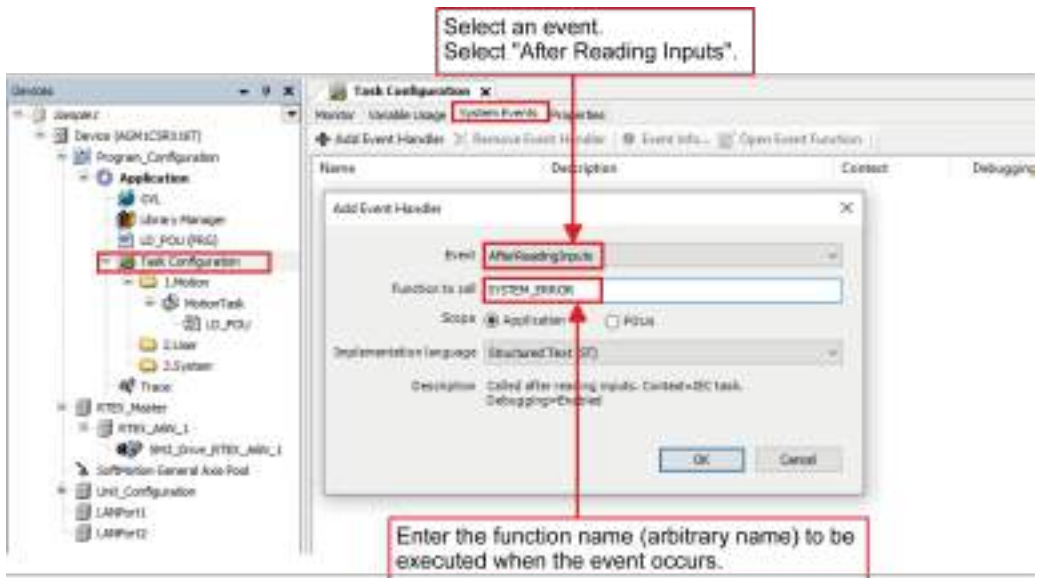 Select an event.
Select "After Reading Inputs".
Devices
Task Configuration
Device
Monitor Variable Usage System Events Properties
Add Event Handler Remove Event Handler Event Info... Open Event Function
Program_Configuration
Application
Name Description Context Debugging
GVL
Library Manager
LD_POU (PRG)
Task Configuration
1.Motion
MotionTask
LD_POU
2.User
3.System
Trace
RTEX_Master
RTEX_AMN_1
SM3_Drive_RTEX_AMN_1
SoftMotion General Axis Pool
Unit_Configuration
LANPort1
LANPort2
Add Event Handler
Event AfterReadingInputs
Function to call SYSTEM_ERROR
Scope Application POUs
Implementation language Structured Text (ST)
Description Called after reading inputs. Context=IEC task.
Debugging=Enabled
OK Cancel
Enter the function name (arbitrary name) to be
executed when the event occurs.